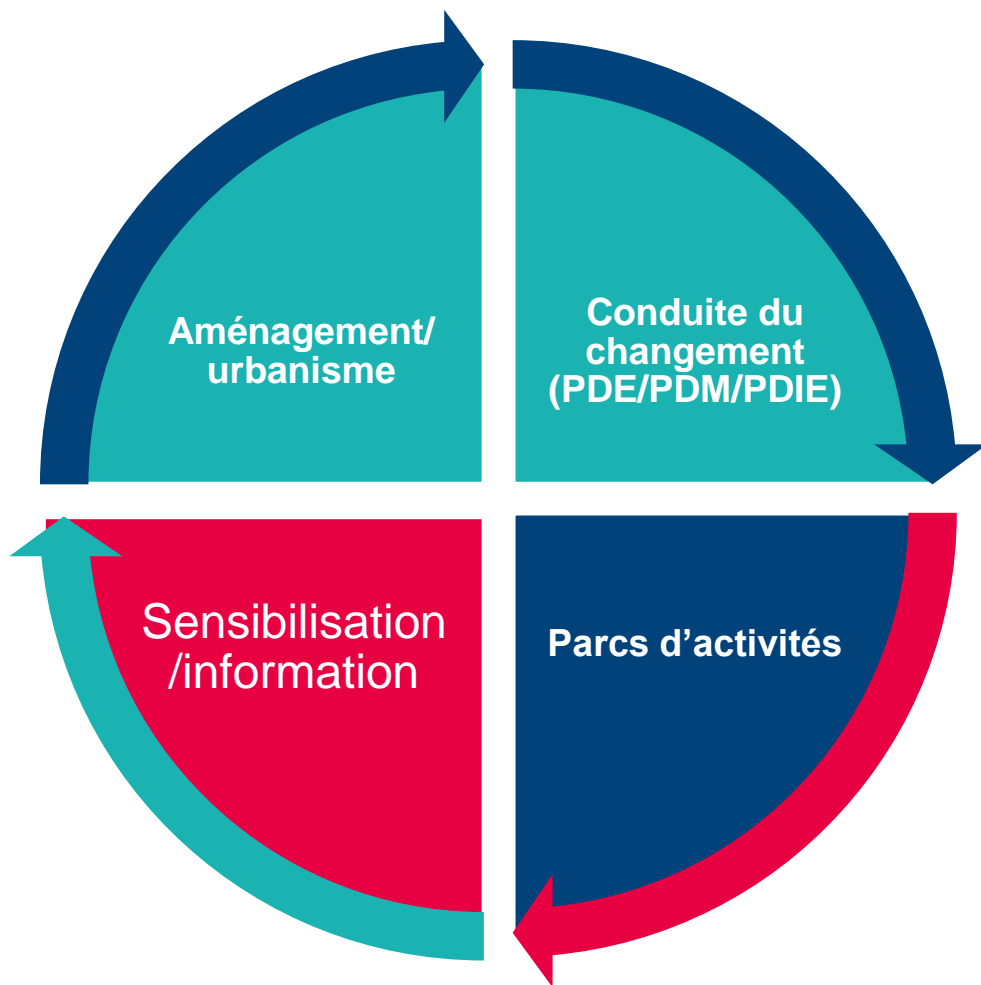 Aménagement/
urbanisme
Conduite du
changement
(PDE/PDM/PDIE)
Sensibilisation
/information
Parcs d’activités